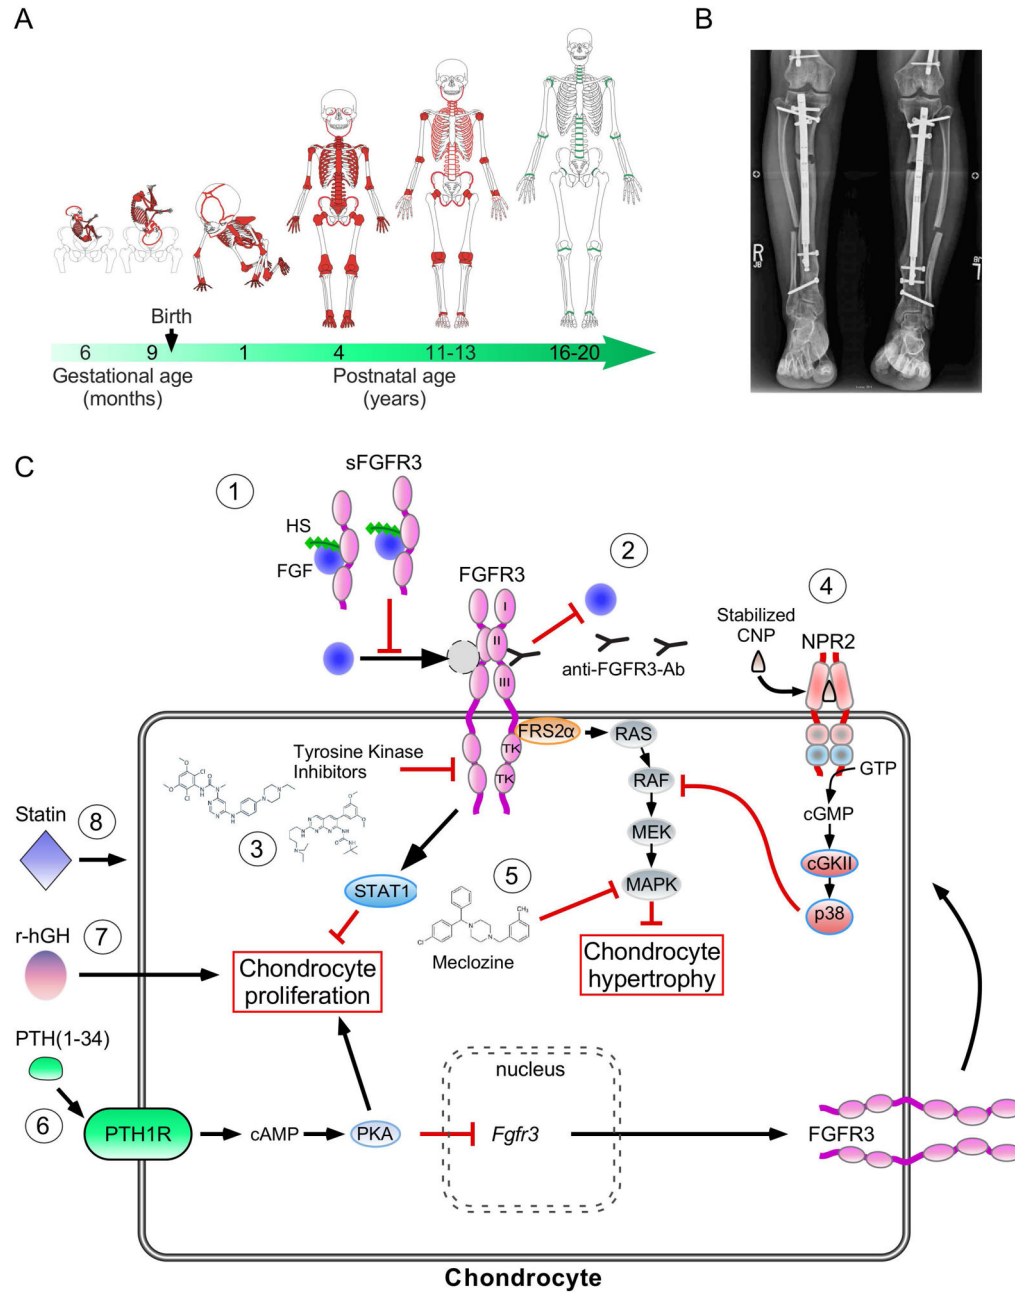 A
B
Birth
6
9
1
4
11-13
16-20
Gestational age
(months)
Postnatal age
(years)
R
JB
L
C
1
sFGFR3
HS
FGF
FGFR3
2
I
II
III
anti-FGFR3-Ab
Stabilized
CNP
4
NPR2
FRS2α
RAS
TK
TK
Tyrosine Kinase
Inhibitors
RAF
GTP
cGMP
MEK
cGKII
Statin
8
3
5
MAPK
STAT1
p38
Meclozine
r-hGH
7
Chondrocyte
proliferation
Chondrocyte
hypertrophy
PTH(1-34)
6
PTH1R
cAMP
PKA
nucleus
Fgfr3
FGFR3
Chondrocyte